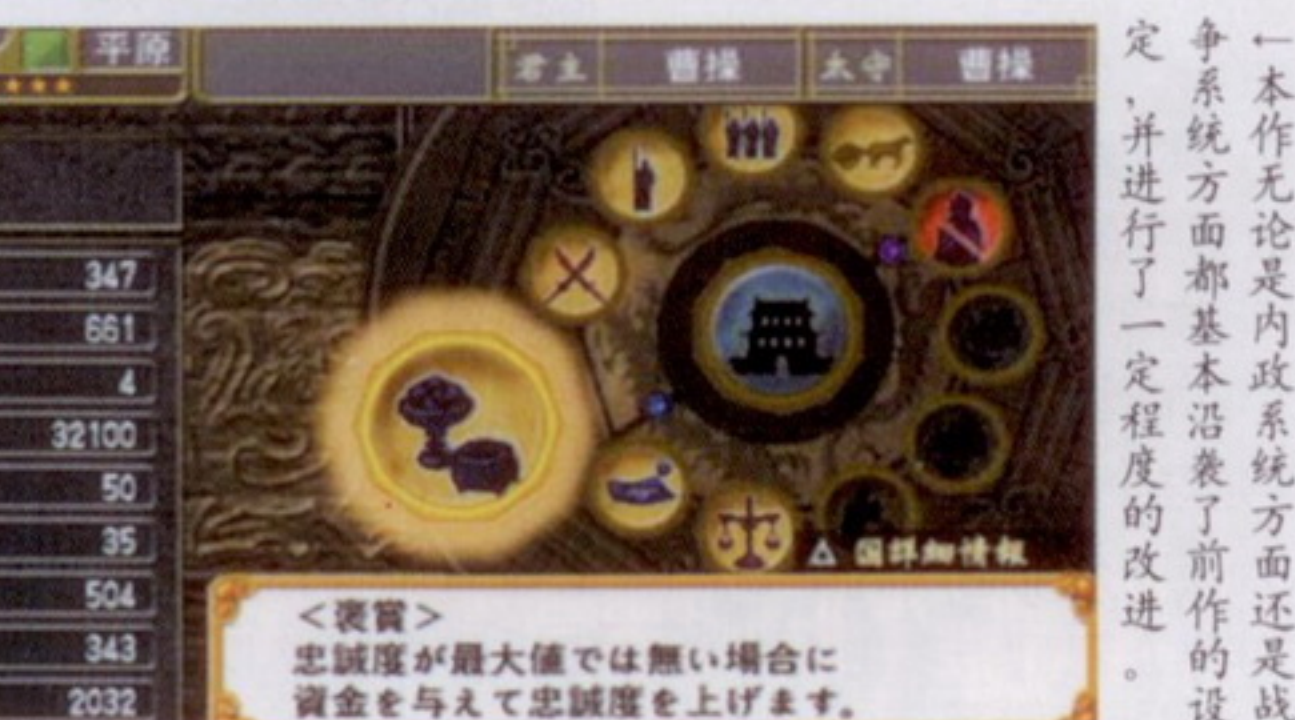 平原
君主 曹操 太守 曹操
347
661
4
32100
50
35
504
343
2032
△ 国詳細情報
＜褒賞＞
忠誠度が最大値では無い場合に
資金を与えて忠誠度を上げます。
←本作无论是内政系统方面还是战
争系统方面都基本沿袭了前作的设
定，并进行了一定程度的改进。